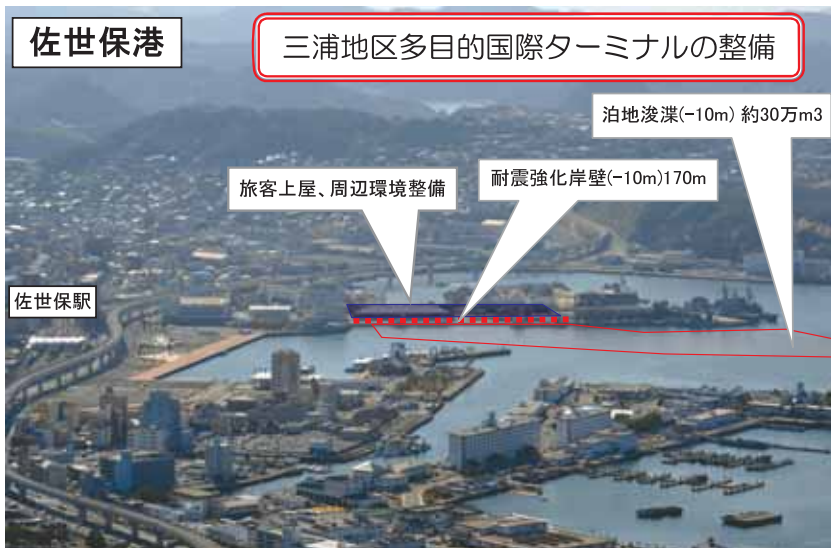 佐世保港
三浦地区多目的国際ターミナルの整備
泊地浚渫(-10m) 約30万m3
耐震強化岸壁(-10m)170m
旅客上屋、周辺環境整備
佐世保駅